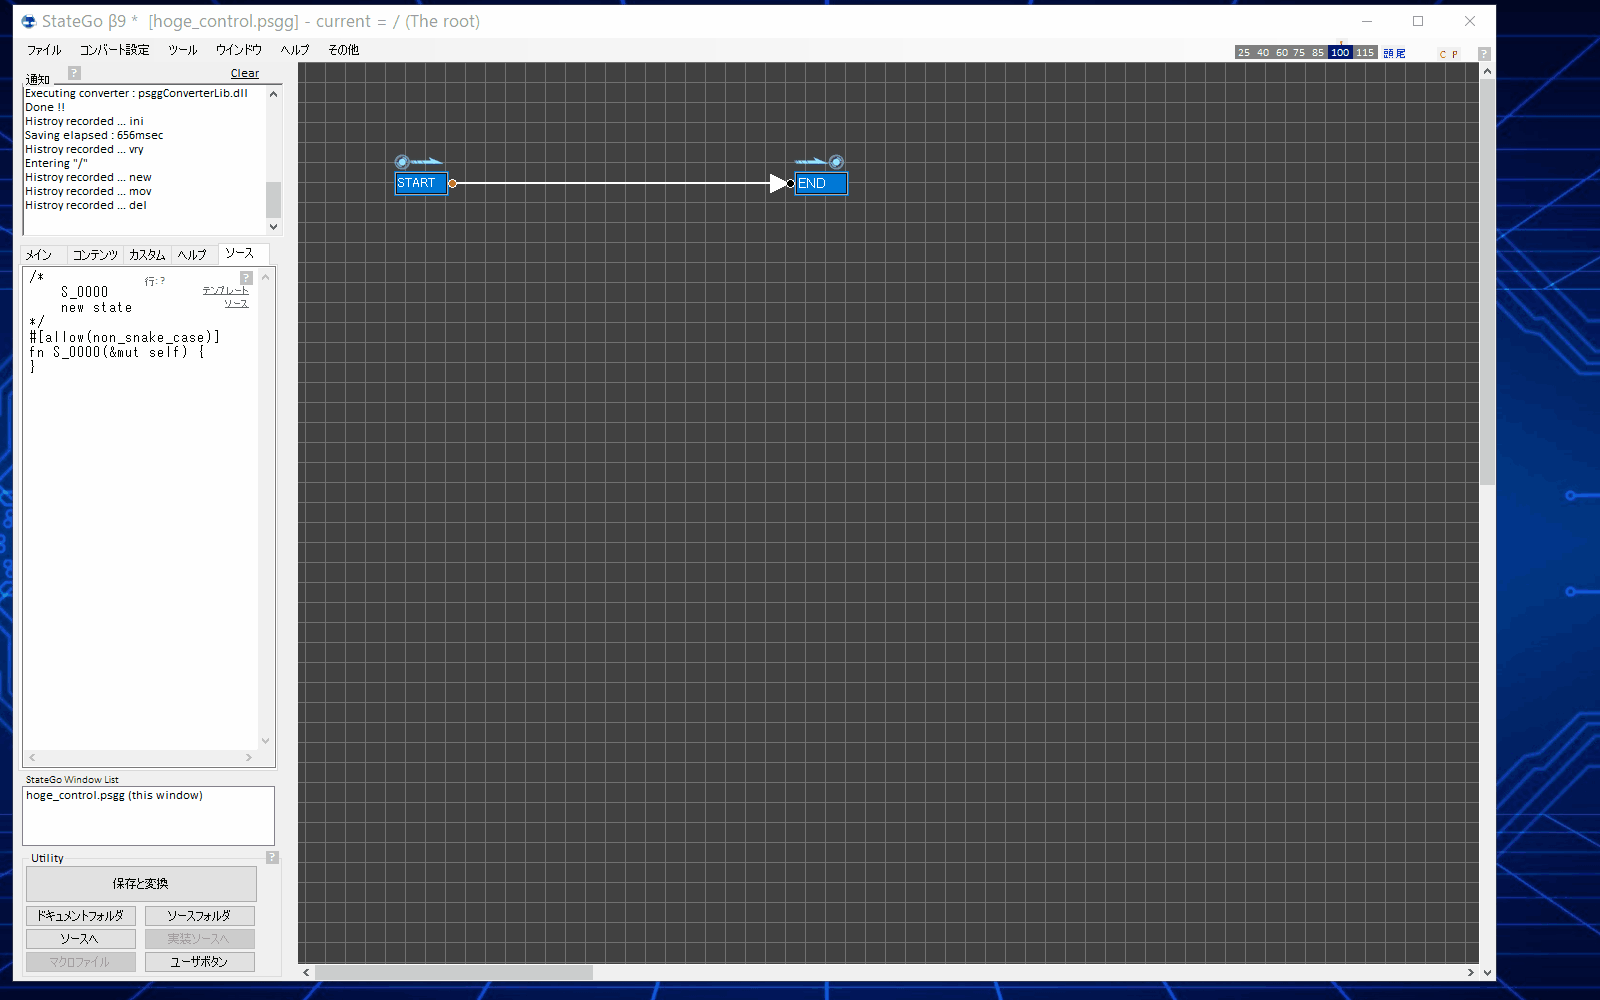 StateGo β9 * [hoge_control.psgg] - current = / (The root)
ファイル コンバート設定 ツール ウインドウ ヘルプ その他
25 40 60 75 85 100 115 頭 尾 C P ?
通知 ? Clear
Executing converter : psggConverterLib.dll
Done !!
Histroy recorded ... ini
Saving elapsed : 656msec
Histroy recorded ... vry
Entering "/"
Histroy recorded ... new
Histroy recorded ... mov
Histroy recorded ... del
START
END
メイン コンテンツ カスタム ヘルプ ソース
/*
行: ? ?
S_0000 テンプレート
new state ソース
*/
#[allow(non_snake_case)]
fn S_0000(&mut self) {
}
StateGo Window List
hoge_control.psgg (this window)
Utility ?
保存と変換
ドキュメントフォルダ ソースフォルダ
ソースへ 実装ソースへ
マクロファイル ユーザボタン